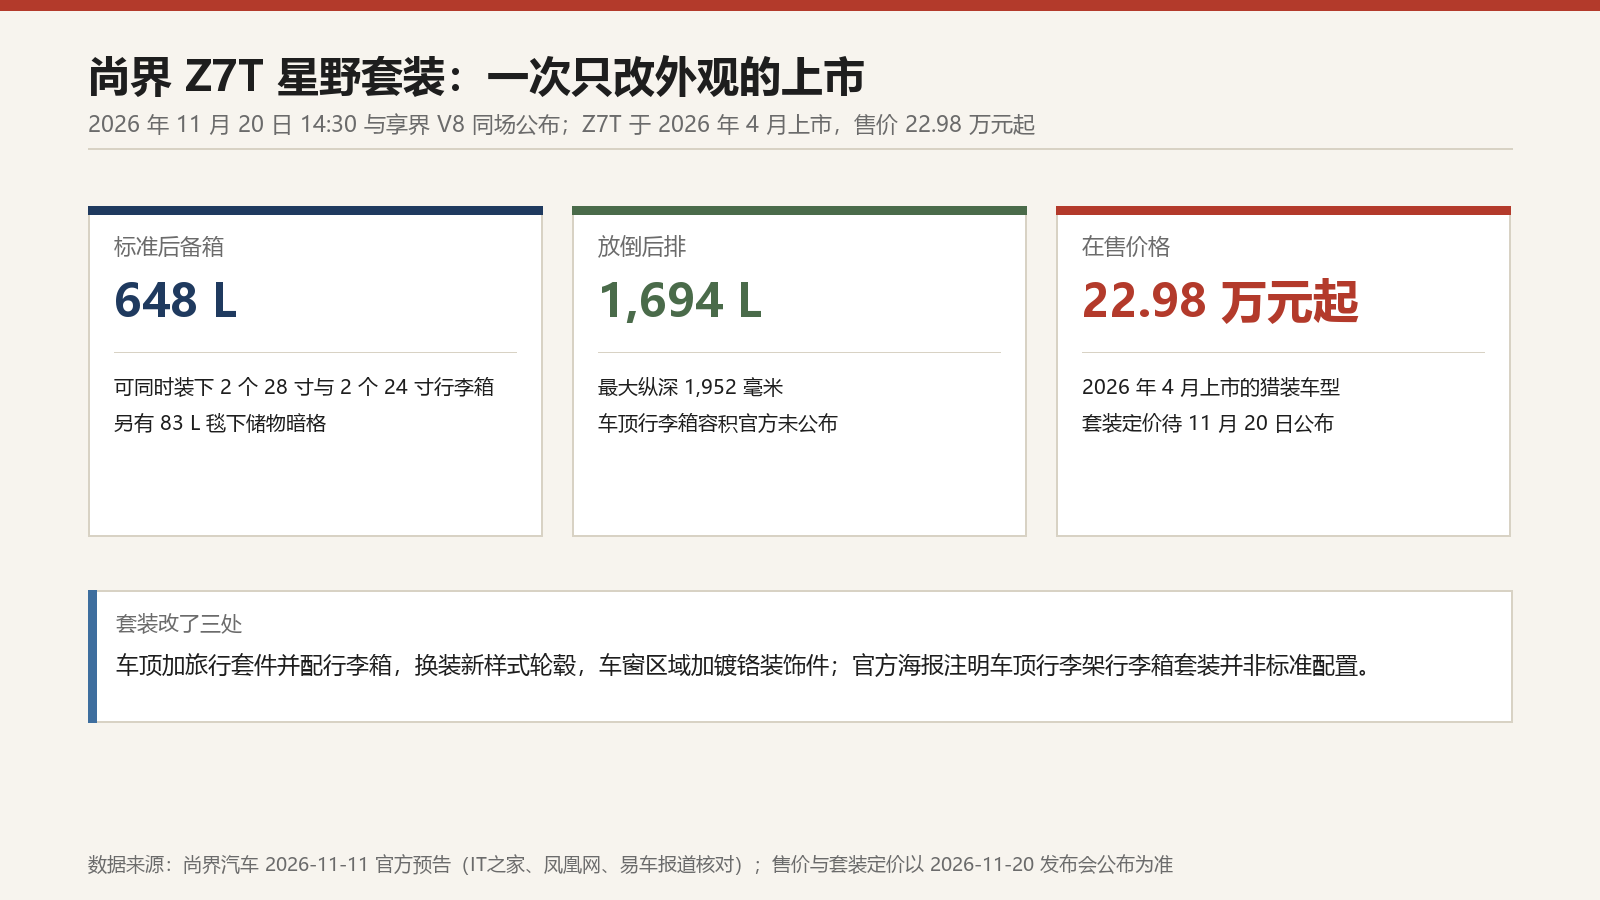 尚界 Z7T 星野套装：一次只改外观的上市
2026 年 11 月 20 日 14:30 与享界 V8 同场公布；Z7T 于 2026 年 4 月上市，售价 22.98 万元起
标准后备箱
648 L
可同时装下 2 个 28 寸与 2 个 24 寸行李箱
另有 83 L 毯下储物暗格
放倒后排
1,694 L
最大纵深 1,952 毫米
车顶行李箱容积官方未公布
在售价格
22.98 万元起
2026 年 4 月上市的猎装车型
套装定价待 11 月 20 日公布
套装改了三处
车顶加旅行套件并配行李箱，换装新样式轮毂，车窗区域加镀铬装饰件；官方海报注明车顶行李架行李箱套装并非标准配置。
数据来源：尚界汽车 2026-11-11 官方预告（IT之家、凤凰网、易车报道核对）；售价与套装定价以 2026-11-20 发布会公布为准